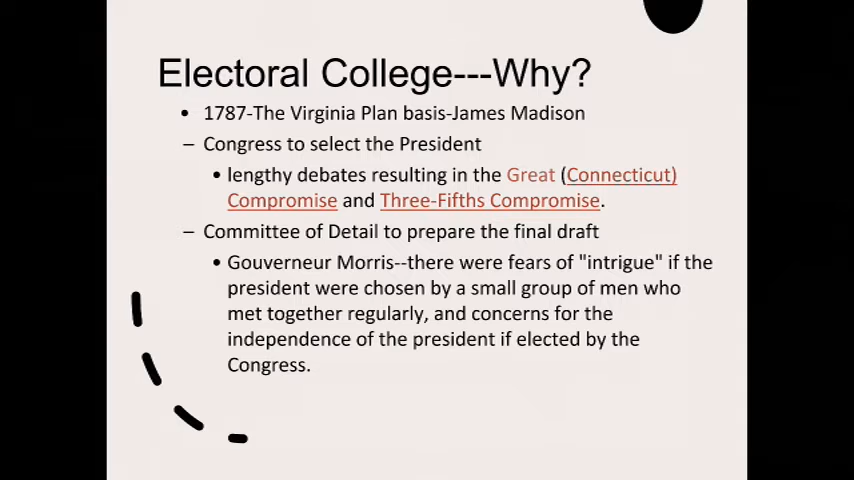 Electoral College---Why?
• 1787-The Virginia Plan basis-James Madison
– Congress to select the President
• lengthy debates resulting in the Great (Connecticut)
Compromise and Three-Fifths Compromise.
– Committee of Detail to prepare the final draft
• Gouverneur Morris--there were fears of "intrigue" if the
president were chosen by a small group of men who
met together regularly, and concerns for the
independence of the president if elected by the
Congress.